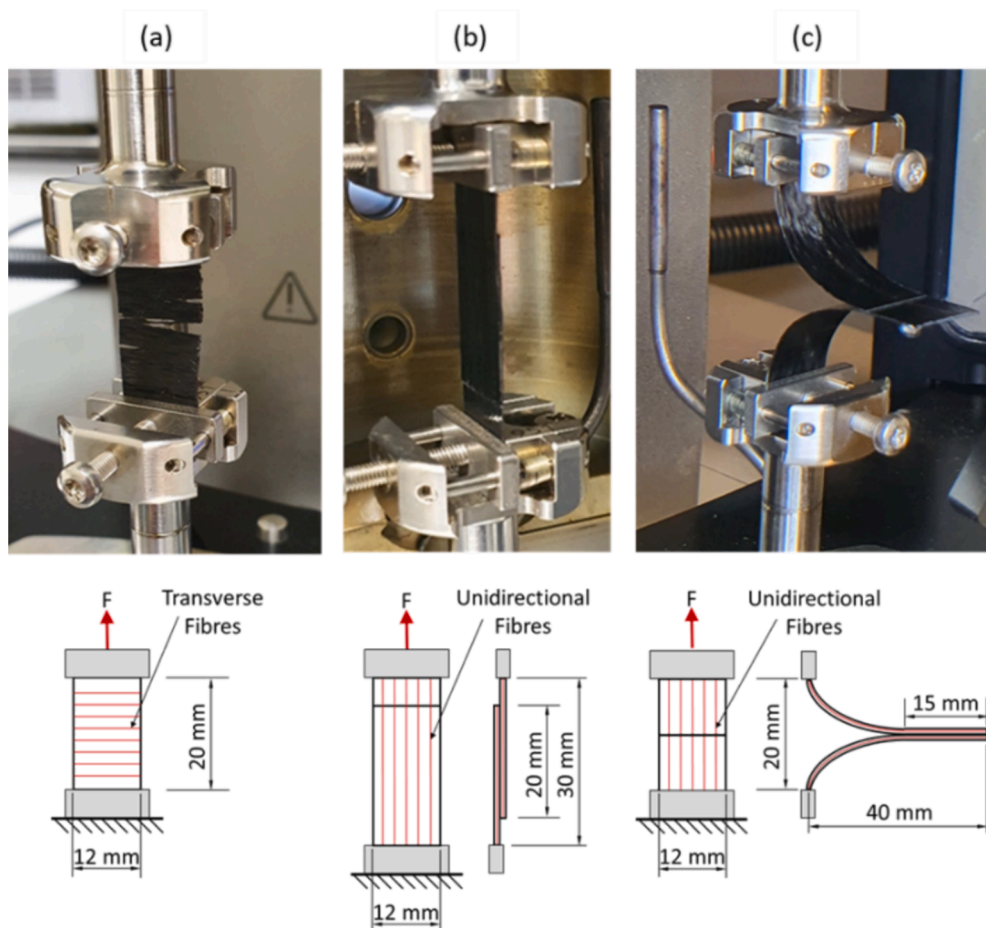 (a)
(b)
(c)
F
Transverse
Fibres
20 mm
12 mm
F
Unidirectional
Fibres
20 mm
30 mm
12 mm
F
Unidirectional
Fibres
20 mm
12 mm
15 mm
40 mm